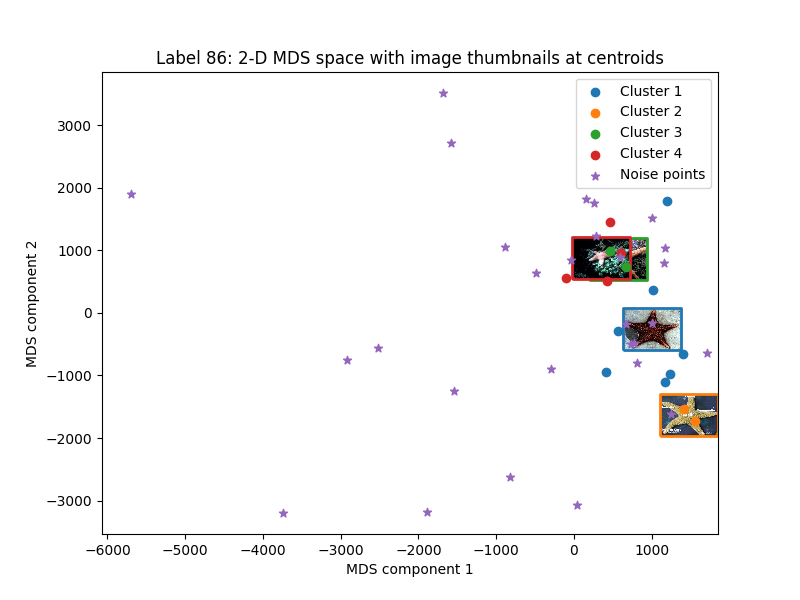 Label 86: 2-D MDS space with image thumbnails at centroids
Cluster 1
Cluster 2
Cluster 3
Cluster 4
Noise points
3000
2000
1000
0
−1000
−2000
−3000
MDS component 2
−6000
−5000
−4000
−3000
−2000
−1000
0
1000
MDS component 1